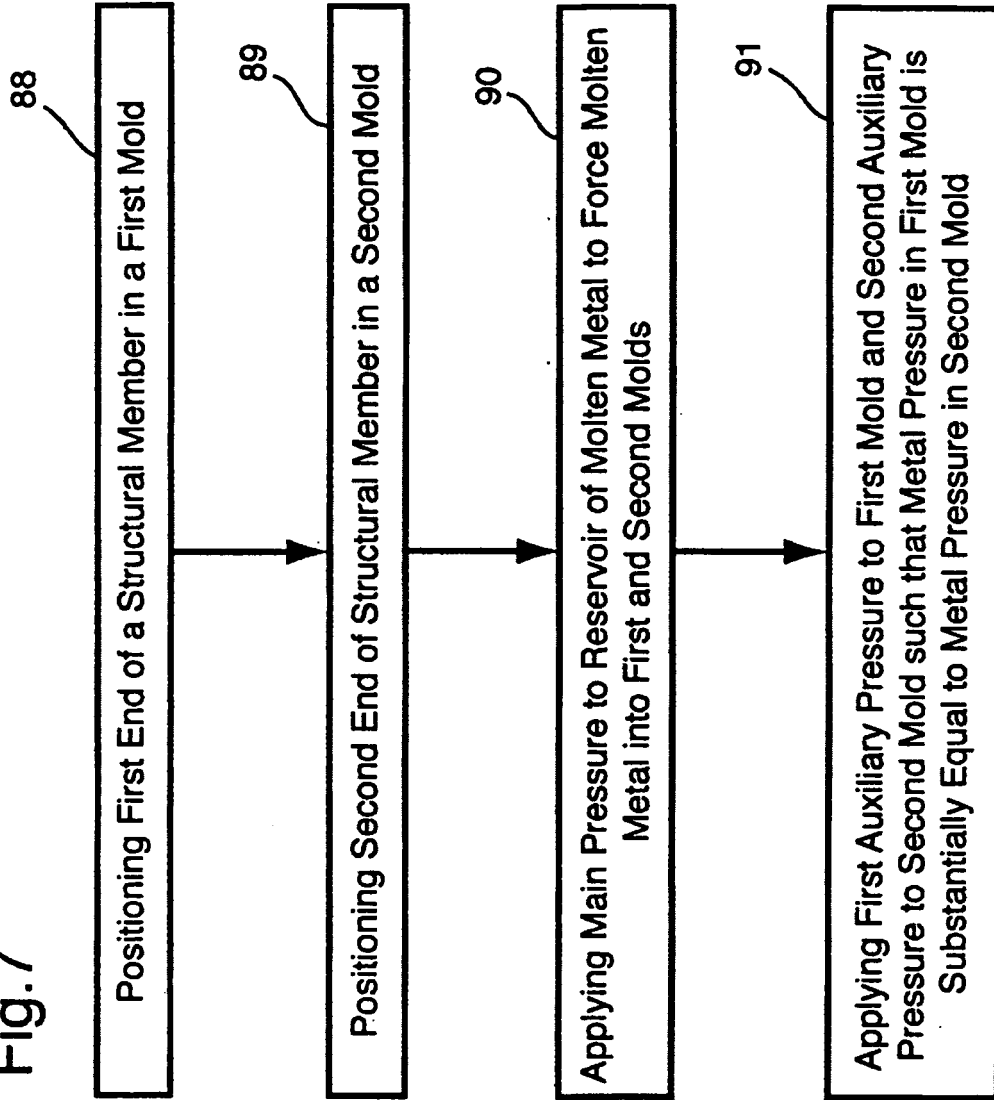 Fig.7
88
Positioning First End of a Structural Member in a First Mold
89
Positioning Second End of Structural Member in a Second Mold
90
Applying Main Pressure to Reservoir of Molten Metal to Force Molten
Metal into First and Second Molds
91
Applying First Auxiliary Pressure to First Mold and Second Auxiliary
Pressure to Second Mold such that Metal Pressure in First Mold is
Substantially Equal to Metal Pressure in Second Mold